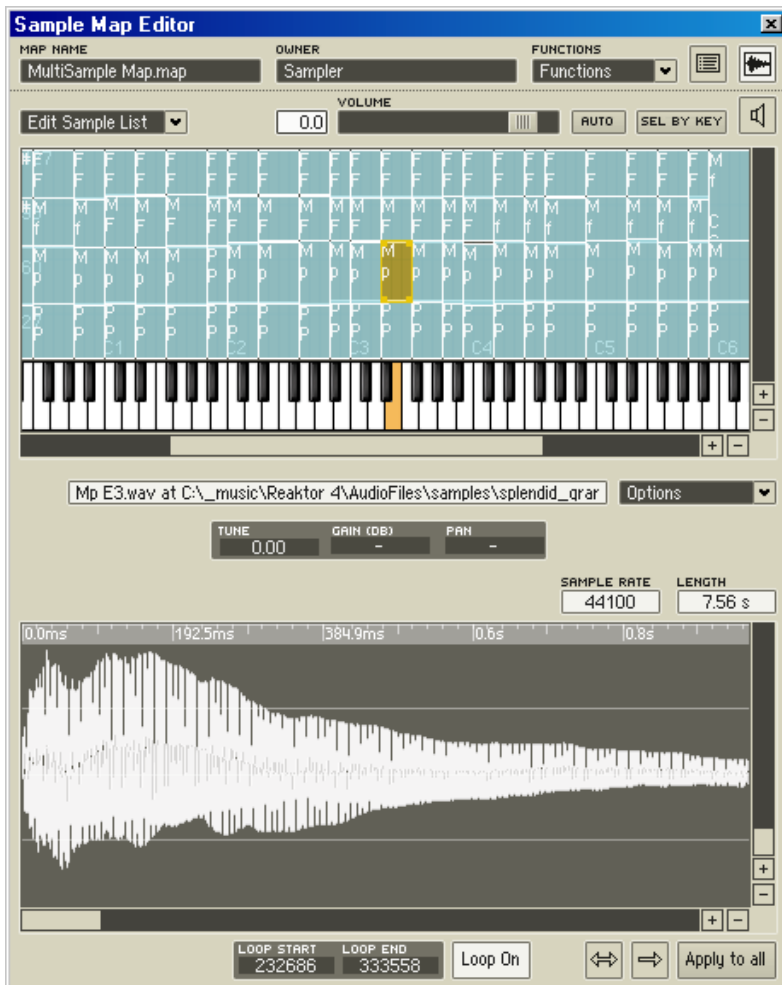 Sample Map Editor
MAP NAME OWNER FUNCTIONS
MultiSample Map.map Sampler Functions
VOLUME
Edit Sample List 0.0 AUTO SEL BY KEY
F F F F F F F F F F F F F F F F F F F F M
F F F F F F F F F F F F F F F F F F F F f
M M M M M M M M M M M M M M M M M M M M
M M M M M M M M M M M M M M M M M M M M
C1 C2 C3 C4 C5 C6
+
−
+ −
Mp E3.wav at C:\_music\Reaktor 4\AudioFiles\samples\splendid_grar Options
TUNE GAIN (DB) PAN
0.00 - -
SAMPLE RATE LENGTH
44100 7.56 s
0.0ms 192.5ms 384.9ms 0.6s 0.8s
+
−
+ −
LOOP START LOOP END
232686 333558 Loop On Apply to all